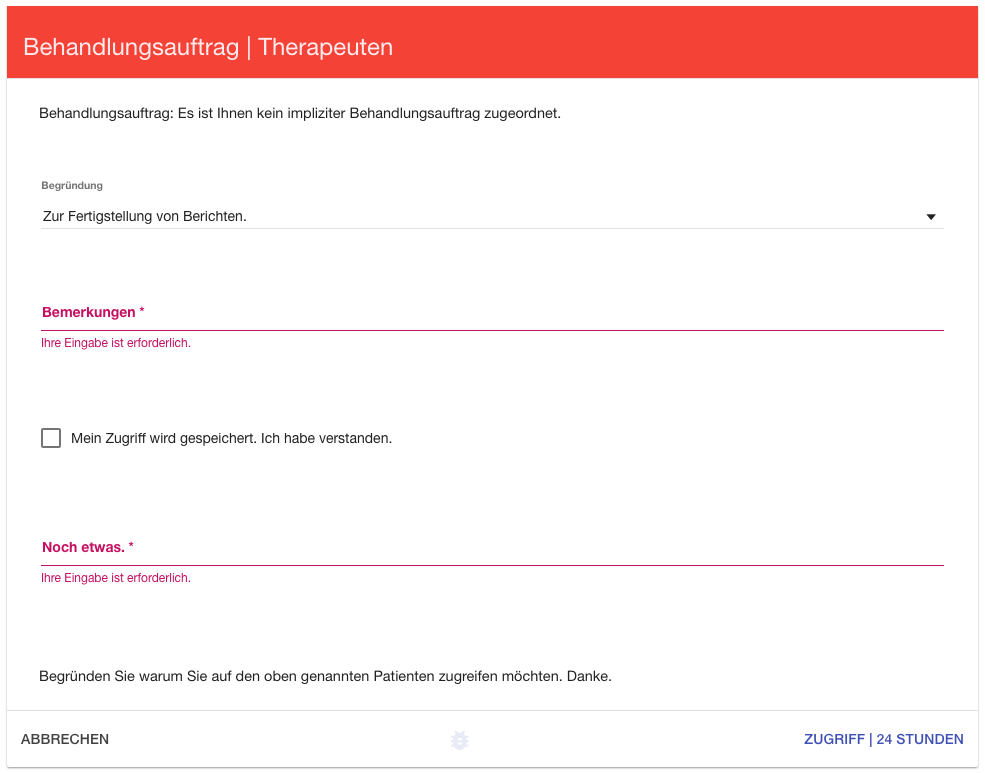 Behandlungsauftrag | Therapeuten
Behandlungsauftrag: Es ist Ihnen kein impliziter Behandlungsauftrag zugeordnet.
Begründung
Zur Fertigstellung von Berichten.
Bemerkungen *
Ihre Eingabe ist erforderlich.
Mein Zugriff wird gespeichert. Ich habe verstanden.
Noch etwas. *
Ihre Eingabe ist erforderlich.
Begründen Sie warum Sie auf den oben genannten Patienten zugreifen möchten. Danke.
ABBRECHEN
ZUGRIFF | 24 STUNDEN